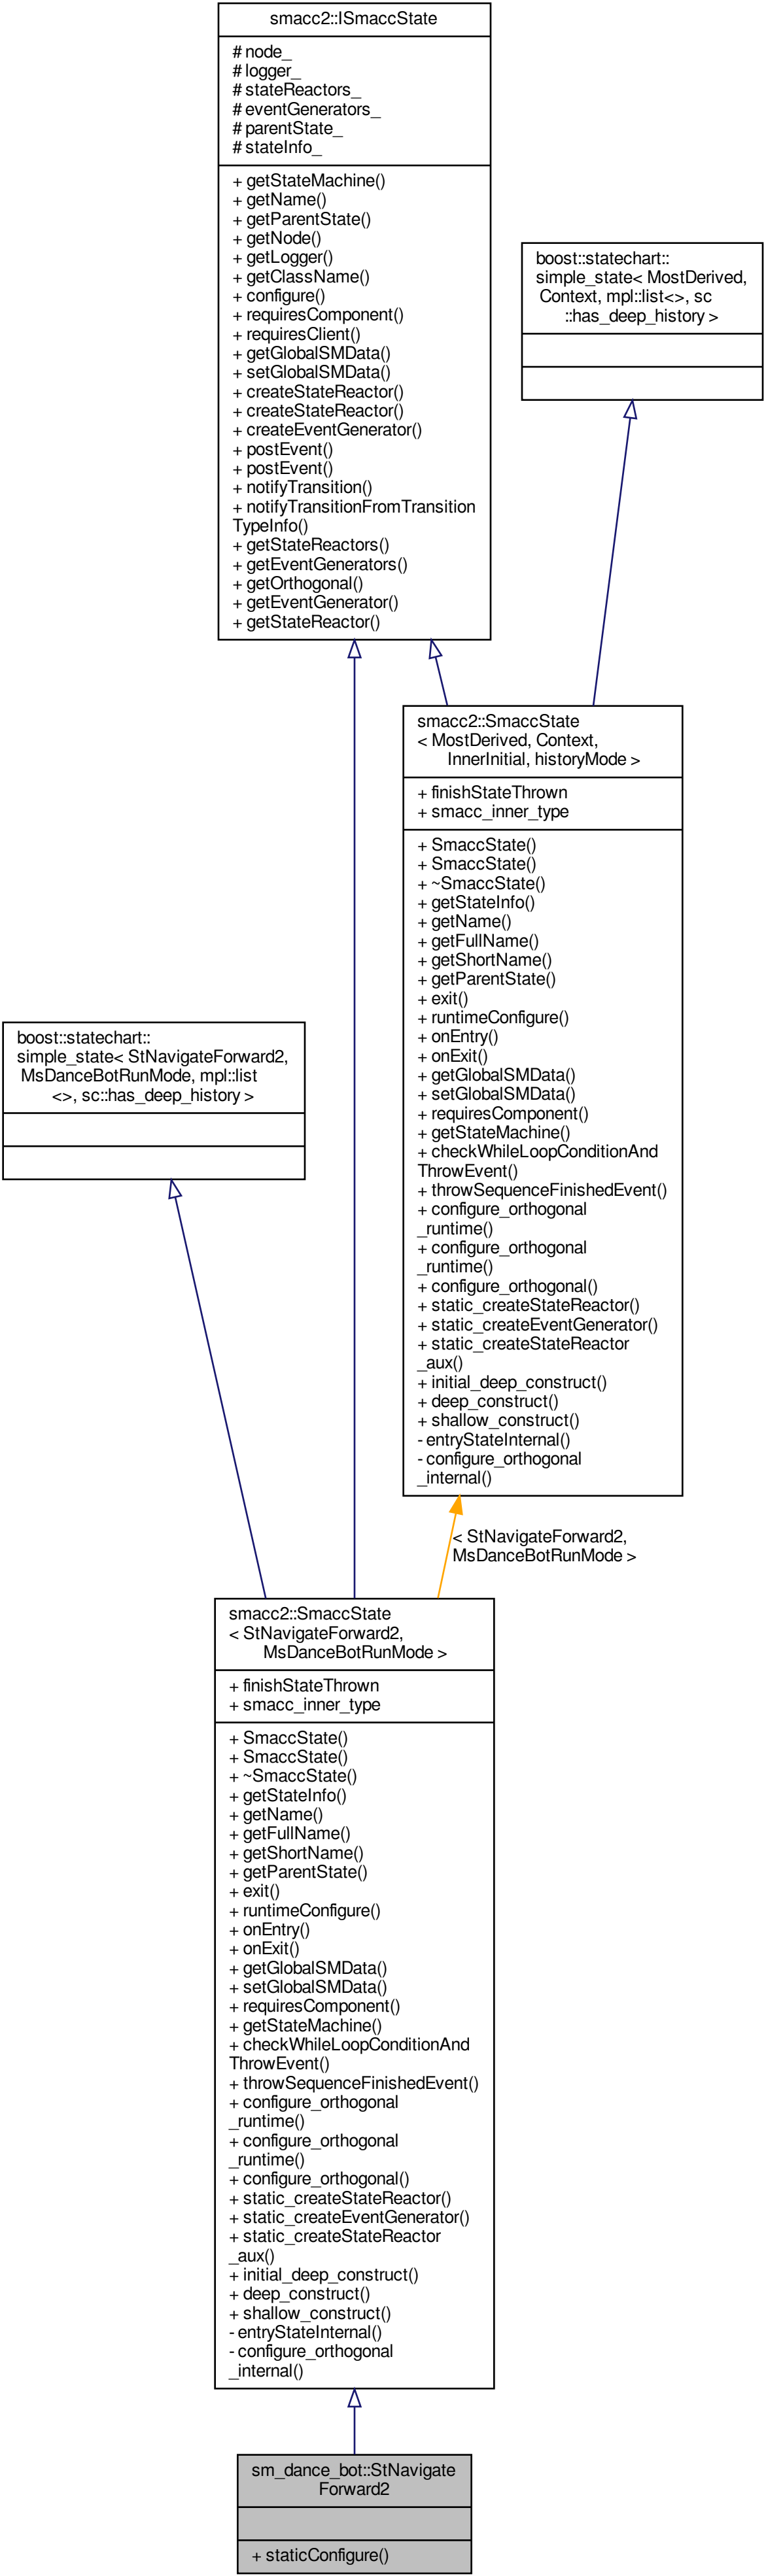 smacc2::ISmaccState
# node_
# logger_
# stateReactors_
# eventGenerators_
# parentState_
# stateInfo_
+ getStateMachine()
+ getName()
+ getParentState()
+ getNode()
+ getLogger()
+ getClassName()
+ configure()
+ requiresComponent()
+ requiresClient()
+ getGlobalSMData()
+ setGlobalSMData()
+ createStateReactor()
+ createStateReactor()
+ createEventGenerator()
+ postEvent()
+ postEvent()
+ notifyTransition()
+ notifyTransitionFromTransition
TypeInfo()
+ getStateReactors()
+ getEventGenerators()
+ getOrthogonal()
+ getEventGenerator()
+ getStateReactor()
boost::statechart::
simple_state< MostDerived,
Context, mpl::list<>, sc
::has_deep_history >
smacc2::SmaccState
< MostDerived, Context,
InnerInitial, historyMode >
+ finishStateThrown
+ smacc_inner_type
+ SmaccState()
+ SmaccState()
+ ~SmaccState()
+ getStateInfo()
+ getName()
+ getFullName()
+ getShortName()
+ getParentState()
+ exit()
+ runtimeConfigure()
+ onEntry()
+ onExit()
+ getGlobalSMData()
+ setGlobalSMData()
+ requiresComponent()
+ getStateMachine()
+ checkWhileLoopConditionAnd
ThrowEvent()
+ throwSequenceFinishedEvent()
+ configure_orthogonal
_runtime()
+ configure_orthogonal
_runtime()
+ configure_orthogonal()
+ static_createStateReactor()
+ static_createEventGenerator()
+ static_createStateReactor
_aux()
+ initial_deep_construct()
+ deep_construct()
+ shallow_construct()
- entryStateInternal()
- configure_orthogonal
_internal()
boost::statechart::
simple_state< StNavigateForward2,
MsDanceBotRunMode, mpl::list
<>, sc::has_deep_history >
< StNavigateForward2,
MsDanceBotRunMode >
smacc2::SmaccState
< StNavigateForward2,
MsDanceBotRunMode >
+ finishStateThrown
+ smacc_inner_type
+ SmaccState()
+ SmaccState()
+ ~SmaccState()
+ getStateInfo()
+ getName()
+ getFullName()
+ getShortName()
+ getParentState()
+ exit()
+ runtimeConfigure()
+ onEntry()
+ onExit()
+ getGlobalSMData()
+ setGlobalSMData()
+ requiresComponent()
+ getStateMachine()
+ checkWhileLoopConditionAnd
ThrowEvent()
+ throwSequenceFinishedEvent()
+ configure_orthogonal
_runtime()
+ configure_orthogonal
_runtime()
+ configure_orthogonal()
+ static_createStateReactor()
+ static_createEventGenerator()
+ static_createStateReactor
_aux()
+ initial_deep_construct()
+ deep_construct()
+ shallow_construct()
- entryStateInternal()
- configure_orthogonal
_internal()
sm_dance_bot::StNavigate
Forward2
+ staticConfigure()